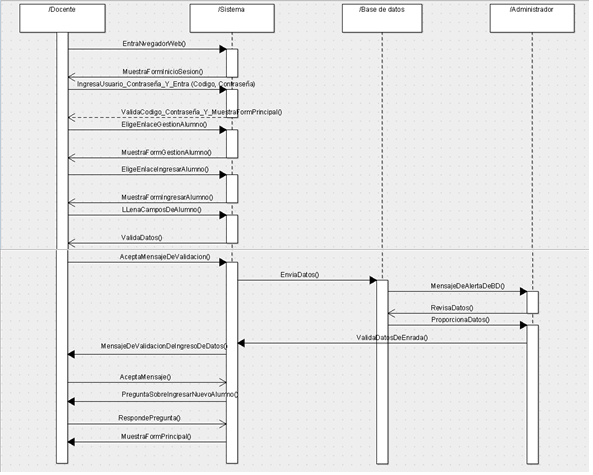 /Docente
/Sistema
/Base de datos
/Administrador
EntraNvegadorWeb()
MuestraFormInicioSesion()
IngresaUsuario_Contraseña_Y_Entra (Codigo, Contraseña)
ValidaCodigo_Contraseña_Y_MuestraFormPrincipal()
EligeEnlaceGestionAlumno()
MuestraFormGestionAlumno()
EligeEnlaceIngresarAlumno()
MuestraFormIngresarAlumno()
LLenaCamposDeAlumno()
ValidaDatos()
AceptaMensajeDeValidacion()
EnviaDatos()
MensajeDeAlertaDeBD()
RevisaDatos()
ProporcionaDatos()
ValidaDatosDeEnrada()
MensajeDeValidacionDeIngresoDeDatos()
AceptaMensaje()
PreguntaSobreIngresarNuevoAlumno()
RespondePregunta()
MuestraFormPrincipal()